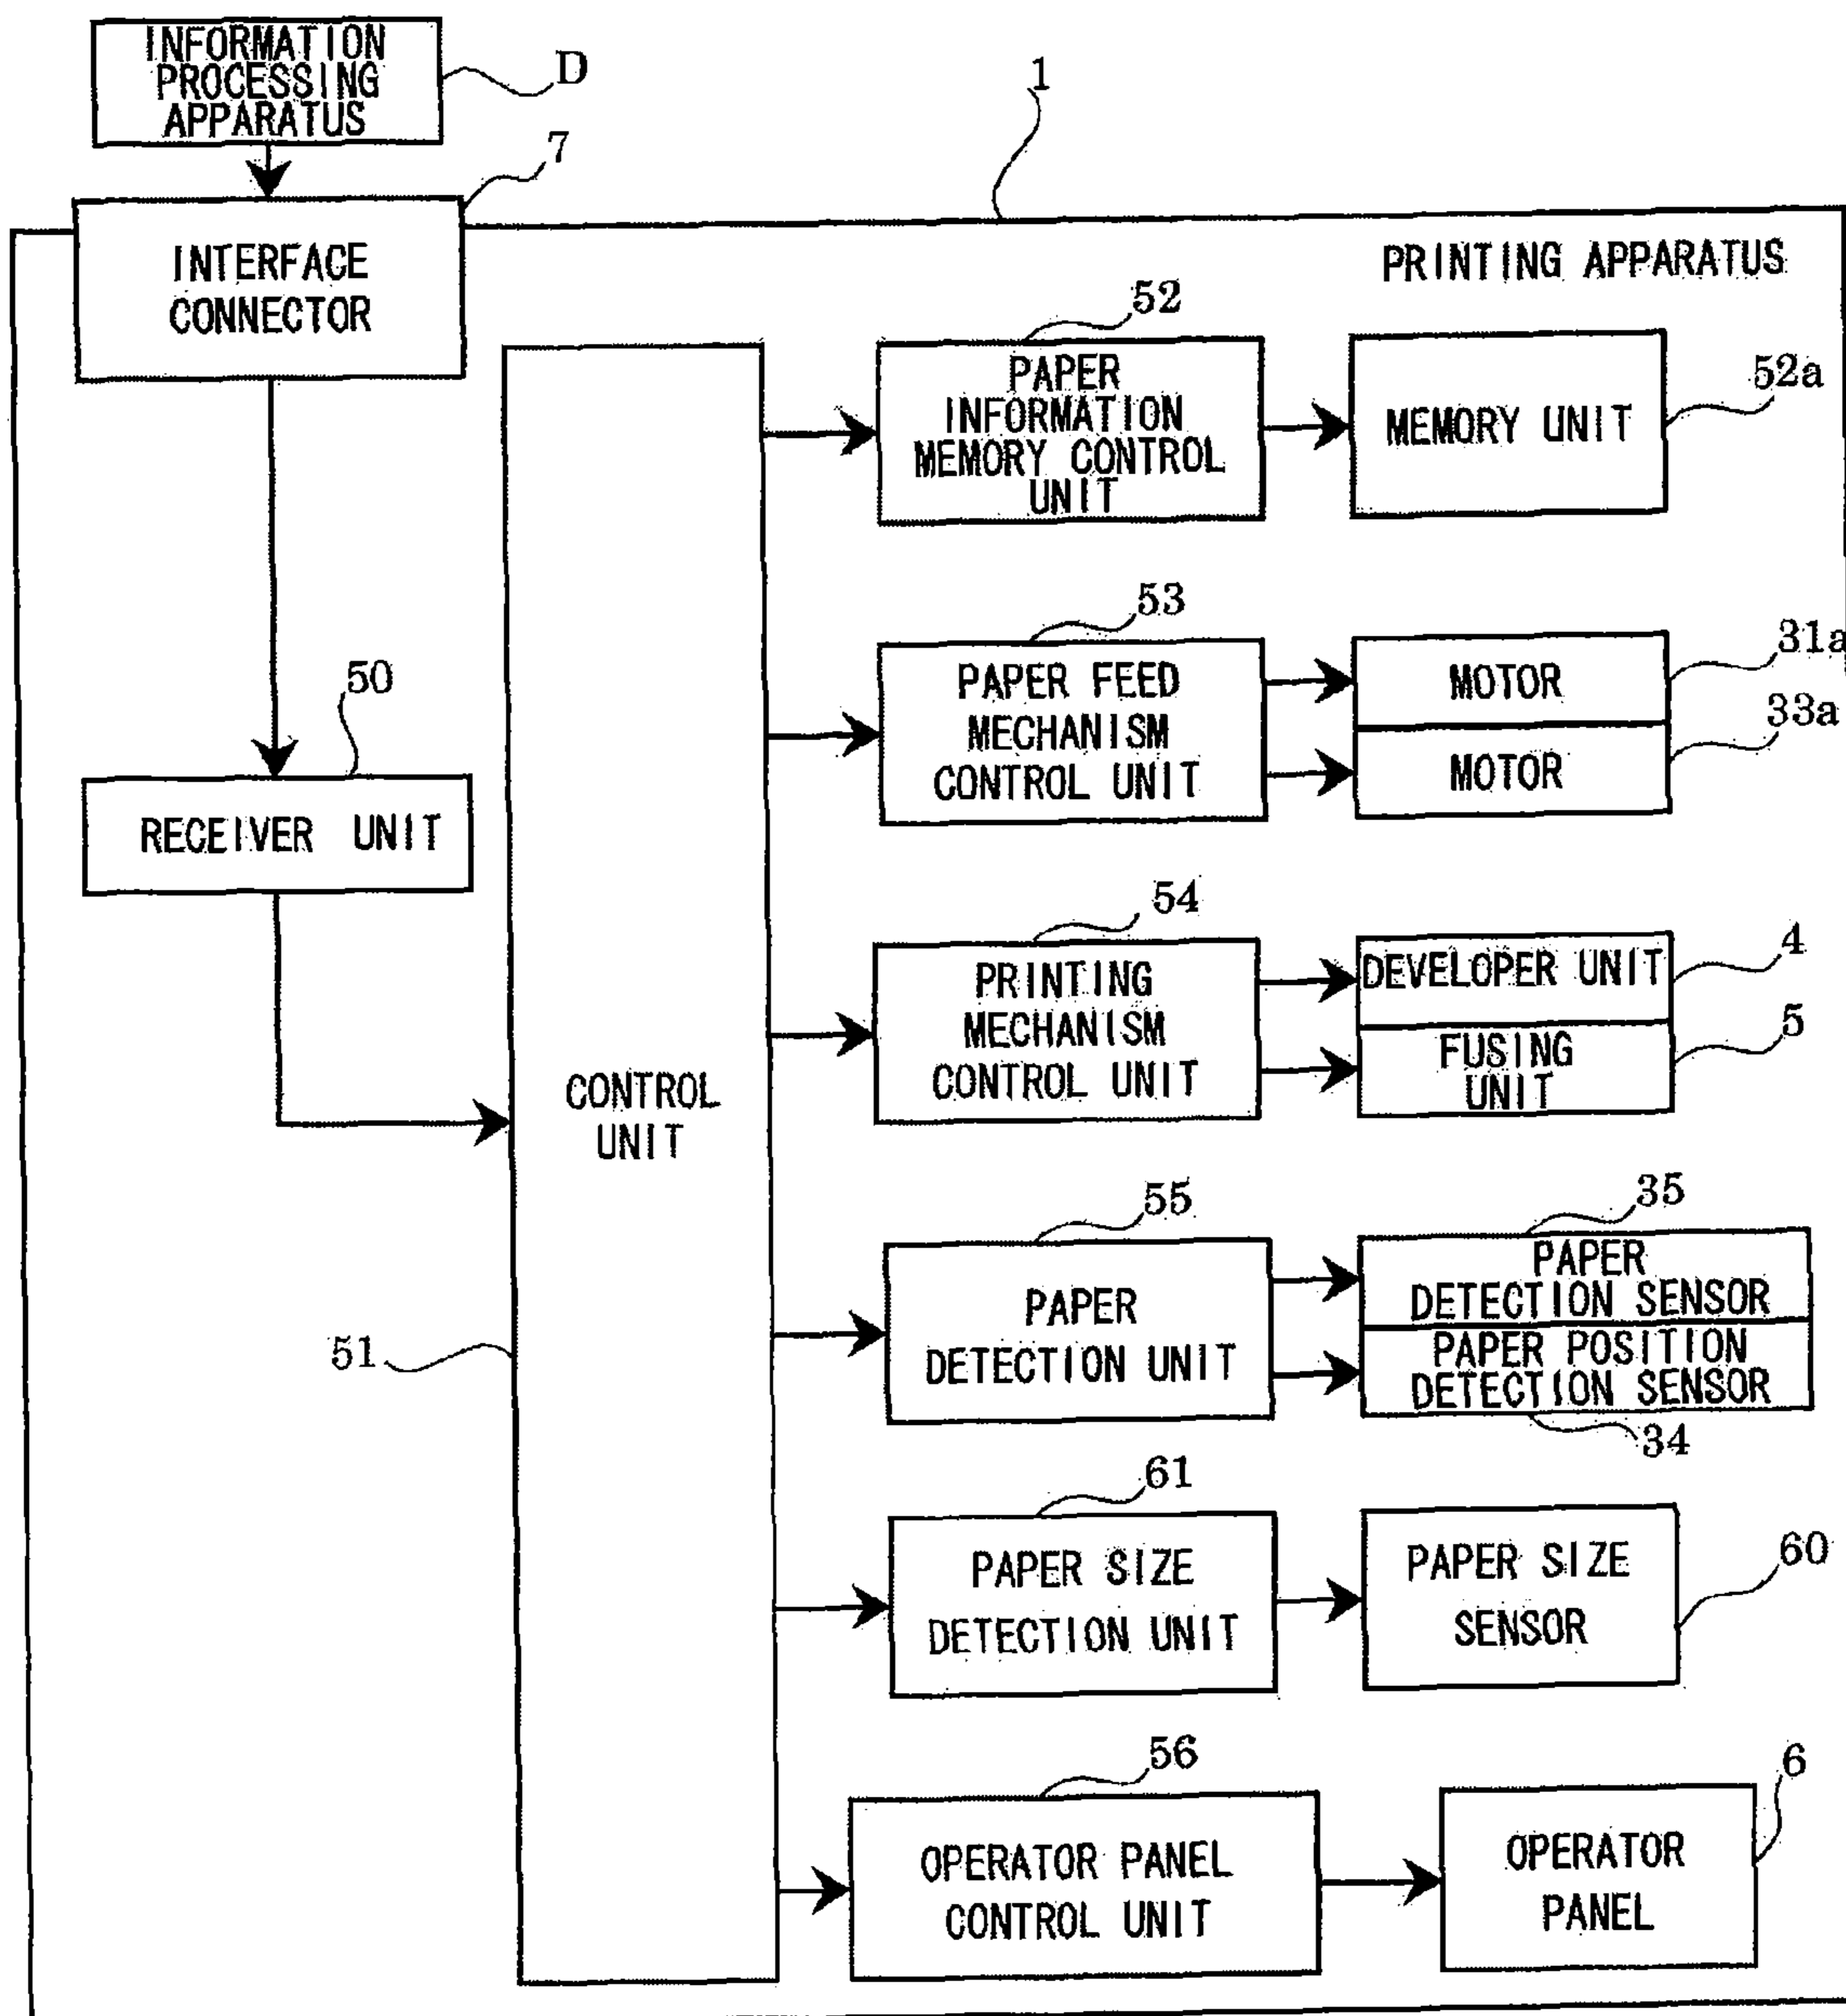 INFORMATION
PROCESSING
APPARATUS
D
7
1
INTERFACE
CONNECTOR
PRINTING APPARATUS
52
PAPER
INFORMATION
MEMORY CONTROL
UNIT
MEMORY UNIT
52a
53
PAPER FEED
MECHANISM
CONTROL UNIT
MOTOR
31a
MOTOR
33a
50
RECEIVER UNIT
54
PRINTING
MECHANISM
CONTROL UNIT
DEVELOPER UNIT
4
FUSING
UNIT
5
CONTROL
UNIT
51
55
PAPER
DETECTION UNIT
35
PAPER
DETECTION SENSOR
PAPER POSITION
DETECTION SENSOR
34
61
PAPER SIZE
DETECTION UNIT
PAPER SIZE
SENSOR
60
56
OPERATOR PANEL
CONTROL UNIT
OPERATOR
PANEL
6